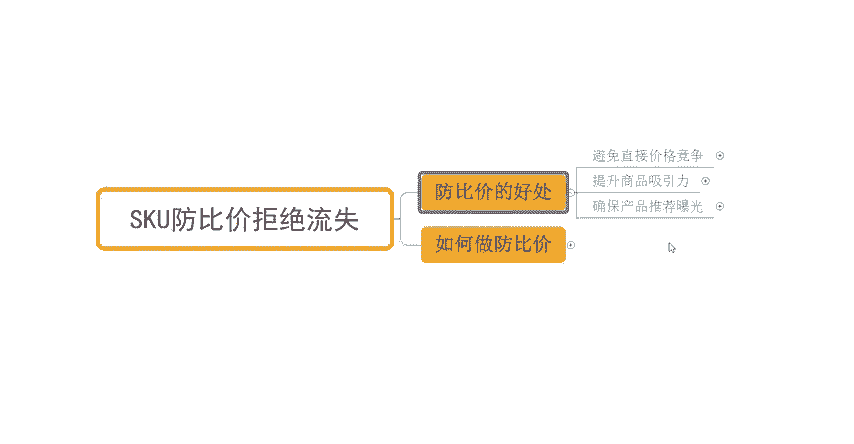 SKU防比价拒绝流失
防比价的好处
避免直接价格竞争
提升商品吸引力
确保产品推荐曝光
如何做防比价